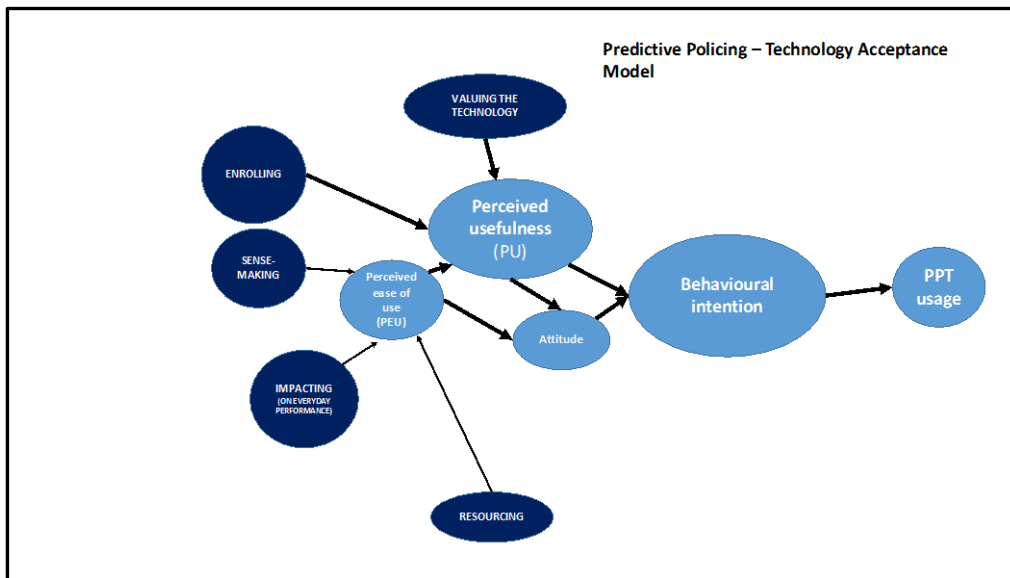 Predictive Policing – Technology Acceptance
Model
VALUING THE
TECHNOLOGY
ENROLLING
Perceived
usefulness
(PU)
SENSE-
MAKING
Perceived
ease of
use
(PEU)
Behavioural
intention
PPT
usage
Attitude
IMPACTING
(ON EVERYDAY
PERFORMANCE)
RESOURCING